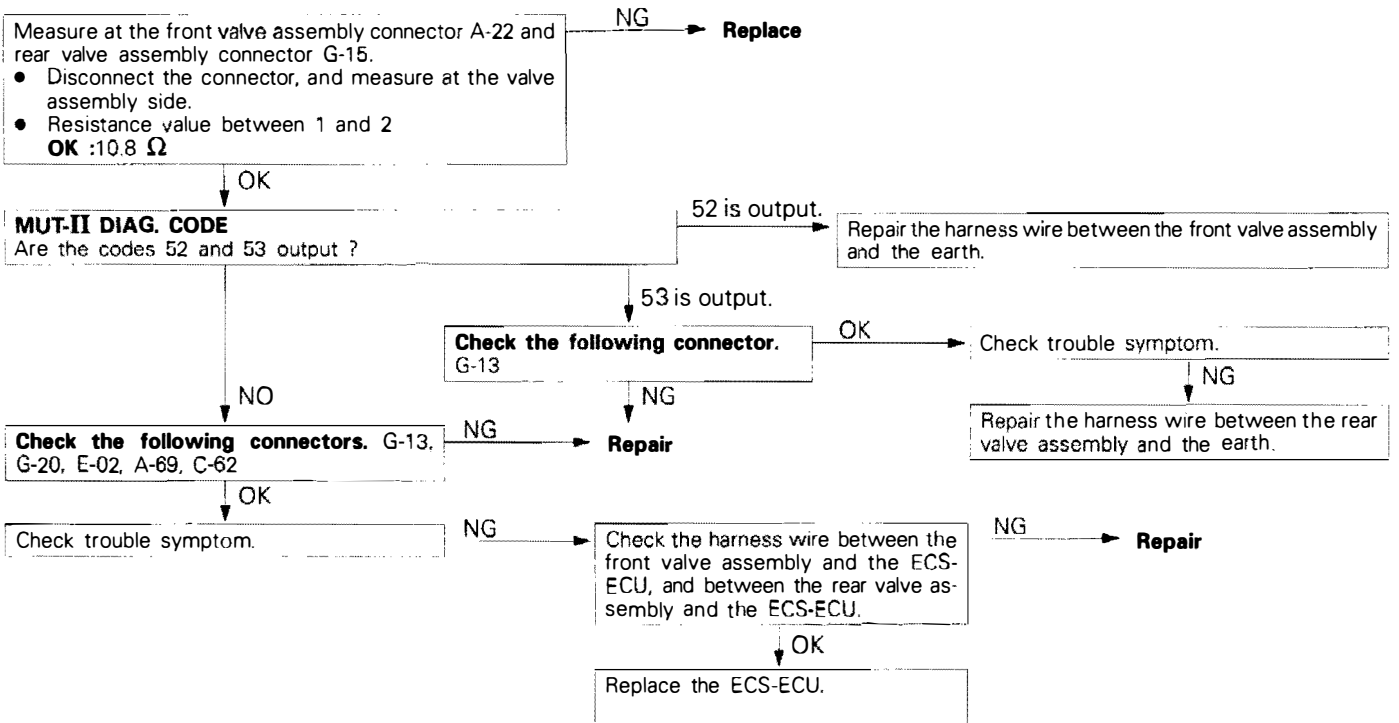 Measure at the front valve assembly connector A-22 and
rear valve assembly connector G-15.
● Disconnect the connector, and measure at the valve
assembly side.
● Resistance value between 1 and 2
OK :10.8 Ω
NG
Replace
OK
MUT-II DIAG. CODE
Are the codes 52 and 53 output ?
52 is output.
Repair the harness wire between the front valve assembly
and the earth.
53 is output.
Check the following connector.
G-13
OK
Check trouble symptom.
NG
Repair the harness wire between the rear
valve assembly and the earth.
NG
Repair
NO
Check the following connectors. G-13,
G-20, E-02, A-69, C-62
NG
OK
Check trouble symptom.
NG
Check the harness wire between the
front valve assembly and the ECS-
ECU, and between the rear valve as-
sembly and the ECS-ECU.
NG
Repair
OK
Replace the ECS-ECU.